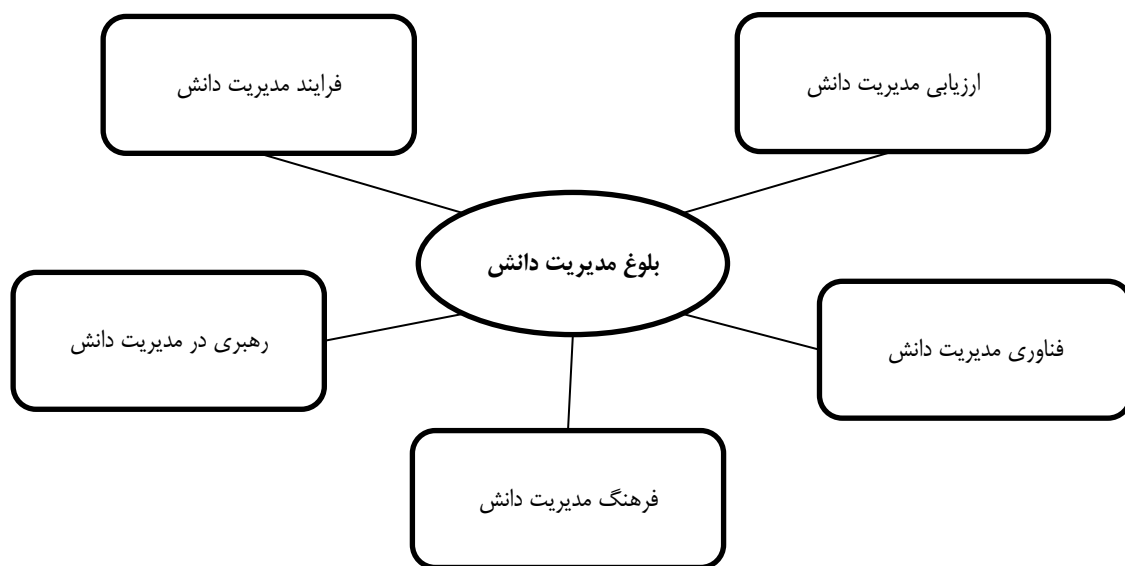 ارزیابی مدیریت دانش
فرایند مدیریت دانش
بلوغ مدیریت دانش
فناوری مدیریت دانش
رهبری در مدیریت دانش
فرهنگ مدیریت دانش